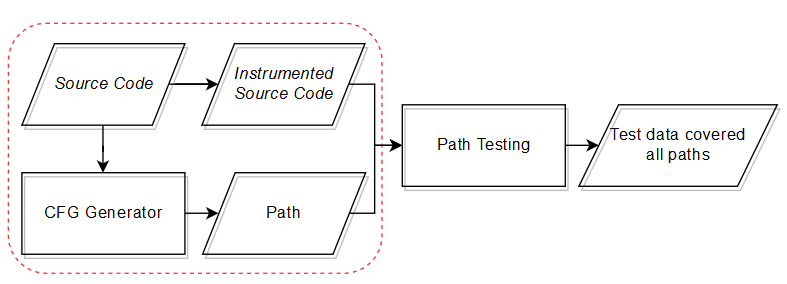 Source Code
Instrumented
Source Code
CFG Generator
Path
Path Testing
Test data covered
all paths